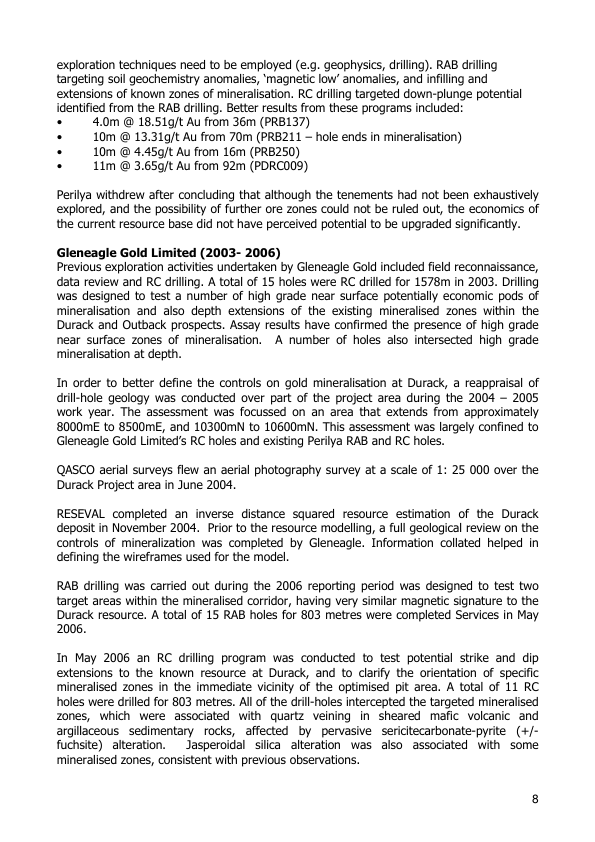 exploration techniques need to be employed (e.g. geophysics, drilling). RAB drilling
targeting soil geochemistry anomalies, ‘magnetic low’ anomalies, and infilling and
extensions of known zones of mineralisation. RC drilling targeted down-plunge potential
identified from the RAB drilling. Better results from these programs included:
• 4.0m @ 18.51g/t Au from 36m (PRB137)
• 10m @ 13.31g/t Au from 70m (PRB211 – hole ends in mineralisation)
• 10m @ 4.45g/t Au from 16m (PRB250)
• 11m @ 3.65g/t Au from 92m (PDRC009)
Perilya withdrew after concluding that although the tenements had not been exhaustively
explored, and the possibility of further ore zones could not be ruled out, the economics of
the current resource base did not have perceived potential to be upgraded significantly.
Gleneagle Gold Limited (2003- 2006)
Previous exploration activities undertaken by Gleneagle Gold included field reconnaissance,
data review and RC drilling. A total of 15 holes were RC drilled for 1578m in 2003. Drilling
was designed to test a number of high grade near surface potentially economic pods of
mineralisation and also depth extensions of the existing mineralised zones within the
Durack and Outback prospects. Assay results have confirmed the presence of high grade
near surface zones of mineralisation. A number of holes also intersected high grade
mineralisation at depth.
In order to better define the controls on gold mineralisation at Durack, a reappraisal of
drill-hole geology was conducted over part of the project area during the 2004 – 2005
work year. The assessment was focussed on an area that extends from approximately
8000mE to 8500mE, and 10300mN to 10600mN. This assessment was largely confined to
Gleneagle Gold Limited’s RC holes and existing Perilya RAB and RC holes.
QASCO aerial surveys flew an aerial photography survey at a scale of 1: 25 000 over the
Durack Project area in June 2004.
RESEVAL completed an inverse distance squared resource estimation of the Durack
deposit in November 2004. Prior to the resource modelling, a full geological review on the
controls of mineralization was completed by Gleneagle. Information collated helped in
defining the wireframes used for the model.
RAB drilling was carried out during the 2006 reporting period was designed to test two
target areas within the mineralised corridor, having very similar magnetic signature to the
Durack resource. A total of 15 RAB holes for 803 metres were completed Services in May
2006.
In May 2006 an RC drilling program was conducted to test potential strike and dip
extensions to the known resource at Durack, and to clarify the orientation of specific
mineralised zones in the immediate vicinity of the optimised pit area. A total of 11 RC
holes were drilled for 803 metres. All of the drill-holes intercepted the targeted mineralised
zones, which were associated with quartz veining in sheared mafic volcanic and
argillaceous sedimentary rocks, affected by pervasive sericitecarbonate-pyrite (+/-
fuchsite) alteration. Jasperoidal silica alteration was also associated with some
mineralised zones, consistent with previous observations.
8